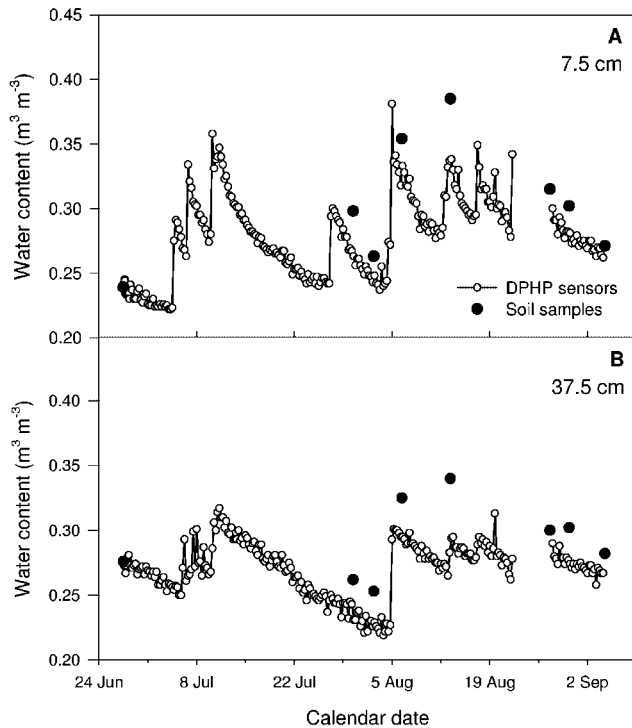 0.45
A
7.5 cm
0.40
0.35
0.30
0.25
0.20
Water content (m³ m⁻³)
DPHP sensors
Soil samples
B
37.5 cm
0.40
0.35
0.30
0.25
0.20
Water content (m³ m⁻³)
24 Jun 8 Jul 22 Jul 5 Aug 19 Aug 2 Sep
Calendar date